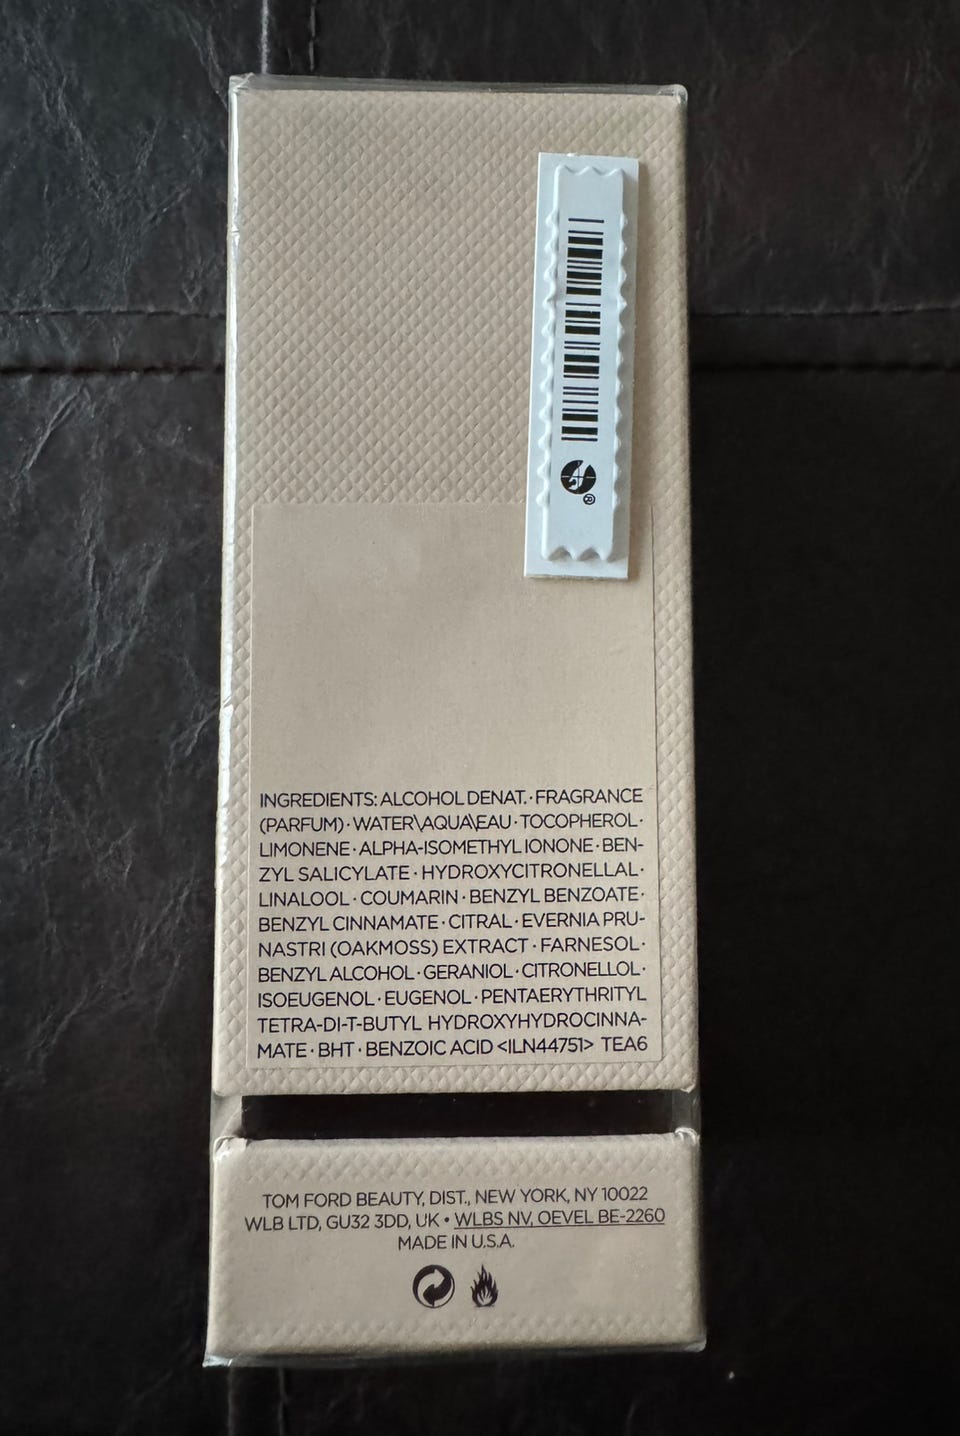 ®
INGREDIENTS: ALCOHOL DENAT. · FRAGRANCE
(PARFUM) · WATER\AQUA\EAU · TOCOPHEROL ·
LIMONENE · ALPHA-ISOMETHYL IONONE · BEN-
ZYL SALICYLATE · HYDROXYCITRONELLAL ·
LINALOOL · COUMARIN · BENZYL BENZOATE ·
BENZYL CINNAMATE · CITRAL · EVERNIA PRU-
NASTRI (OAKMOSS) EXTRACT · FARNESOL ·
BENZYL ALCOHOL · GERANIOL · CITRONELLOL ·
ISOEUGENOL · EUGENOL · PENTAERYTHRITYL
TETRA-DI-T-BUTYL HYDROXYHYDROCINNA-
MATE · BHT · BENZOIC ACID <ILN44751> TEA6
TOM FORD BEAUTY, DIST., NEW YORK, NY 10022
WLB LTD, GU32 3DD, UK • WLBS NV, OEVEL BE-2260
MADE IN U.S.A.